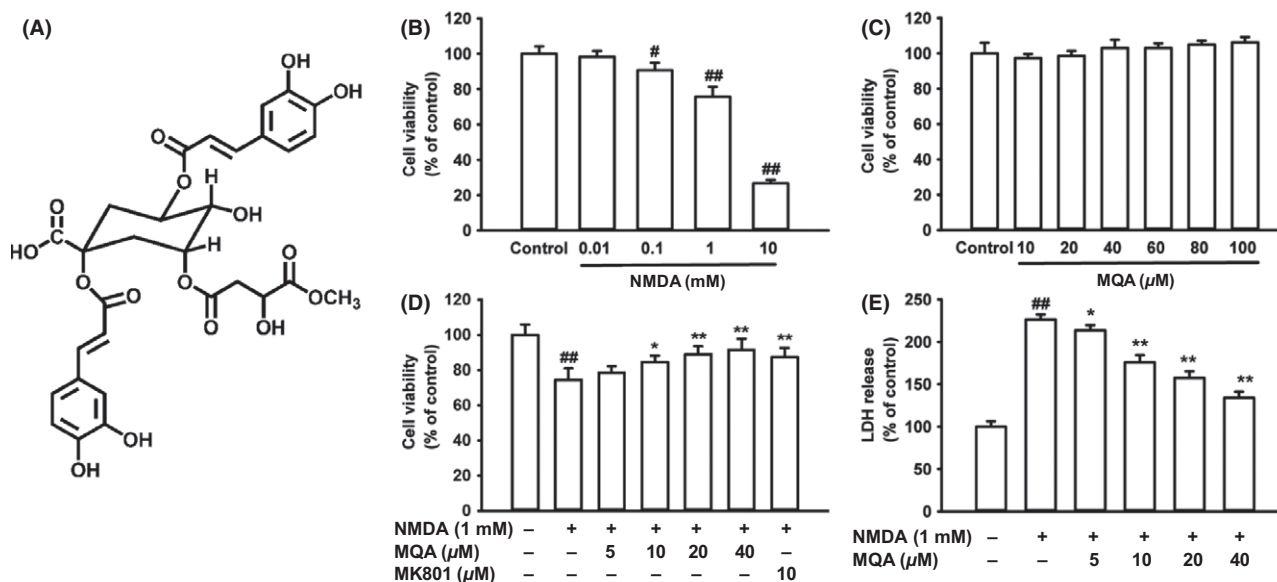 (A)
OH
OH
O
O
H
OH
O
C
HO
H
O
O
O
O
OH
O
OCH3
O
OH
OH
(B)
Cell viability
(% of control)
120
100
80
60
40
20
0
#
##
##
Control 0.01 0.1 1 10
NMDA (mM)
(C)
Cell viability
(% of control)
120
100
80
60
40
20
0
Control 10 20 40 60 80 100
MQA (µM)
(D)
Cell viability
(% of control)
120
100
80
60
40
20
0
##
*
**
**
**
NMDA (1 mM) – + + + + + +
MQA (µM) – – 5 10 20 40 –
MK801 (µM) – – – – – – 10
(E)
LDH release
(% of control)
250
200
150
100
50
0
##
*
**
**
**
NMDA (1 mM) – + + + + +
MQA (µM) – – 5 10 20 40